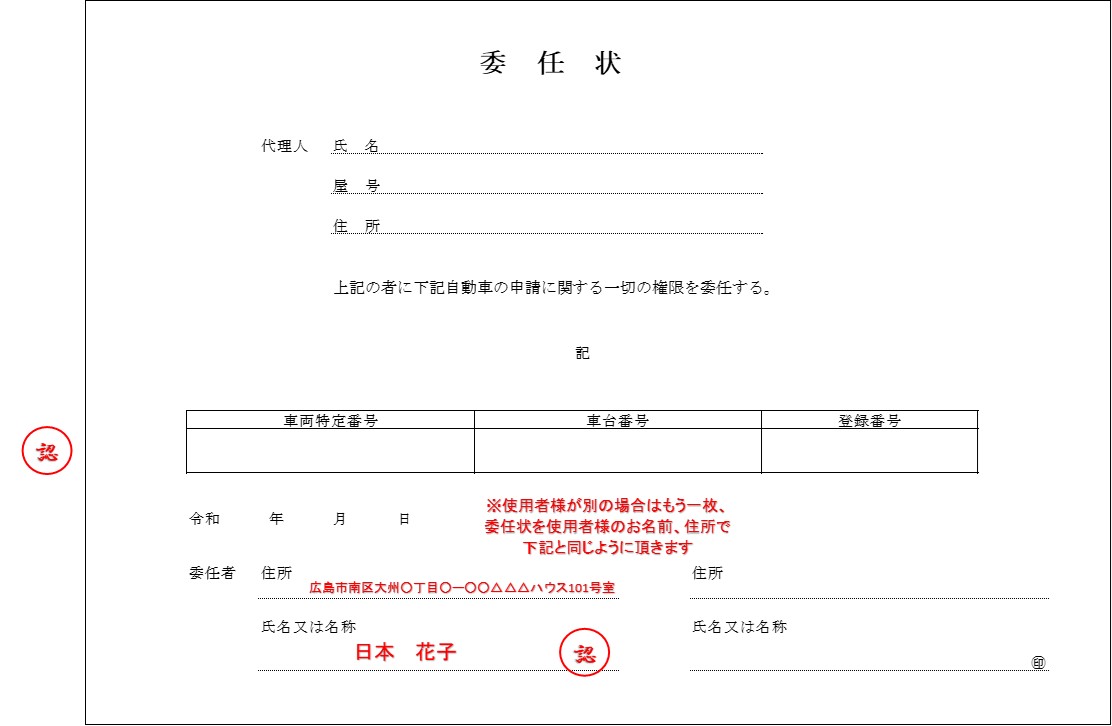 委 任 状
代理人 氏 名
屋 号
住 所
上記の者に下記自動車の申請に関する一切の権限を委任する。
記
車両特定番号 車台番号 登録番号
認
令和 年 月 日
※使用者様が別の場合はもう一枚、
委任状を使用者様のお名前、住所で
下記と同じように頂きます
委任者 住所 住所
広島市南区大州〇丁目〇ー〇〇△△△ハウス101号室
氏名又は名称 氏名又は名称
日本 花子 認 ㊞